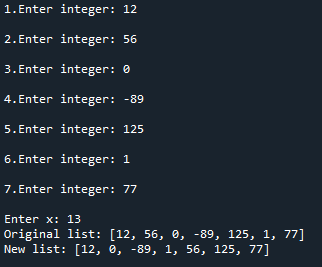 1.Enter integer: 12
2.Enter integer: 56
3.Enter integer: 0
4.Enter integer: -89
5.Enter integer: 125
6.Enter integer: 1
7.Enter integer: 77
Enter x: 13
Original list: [12, 56, 0, -89, 125, 1, 77]
New list: [12, 0, -89, 1, 56, 125, 77]